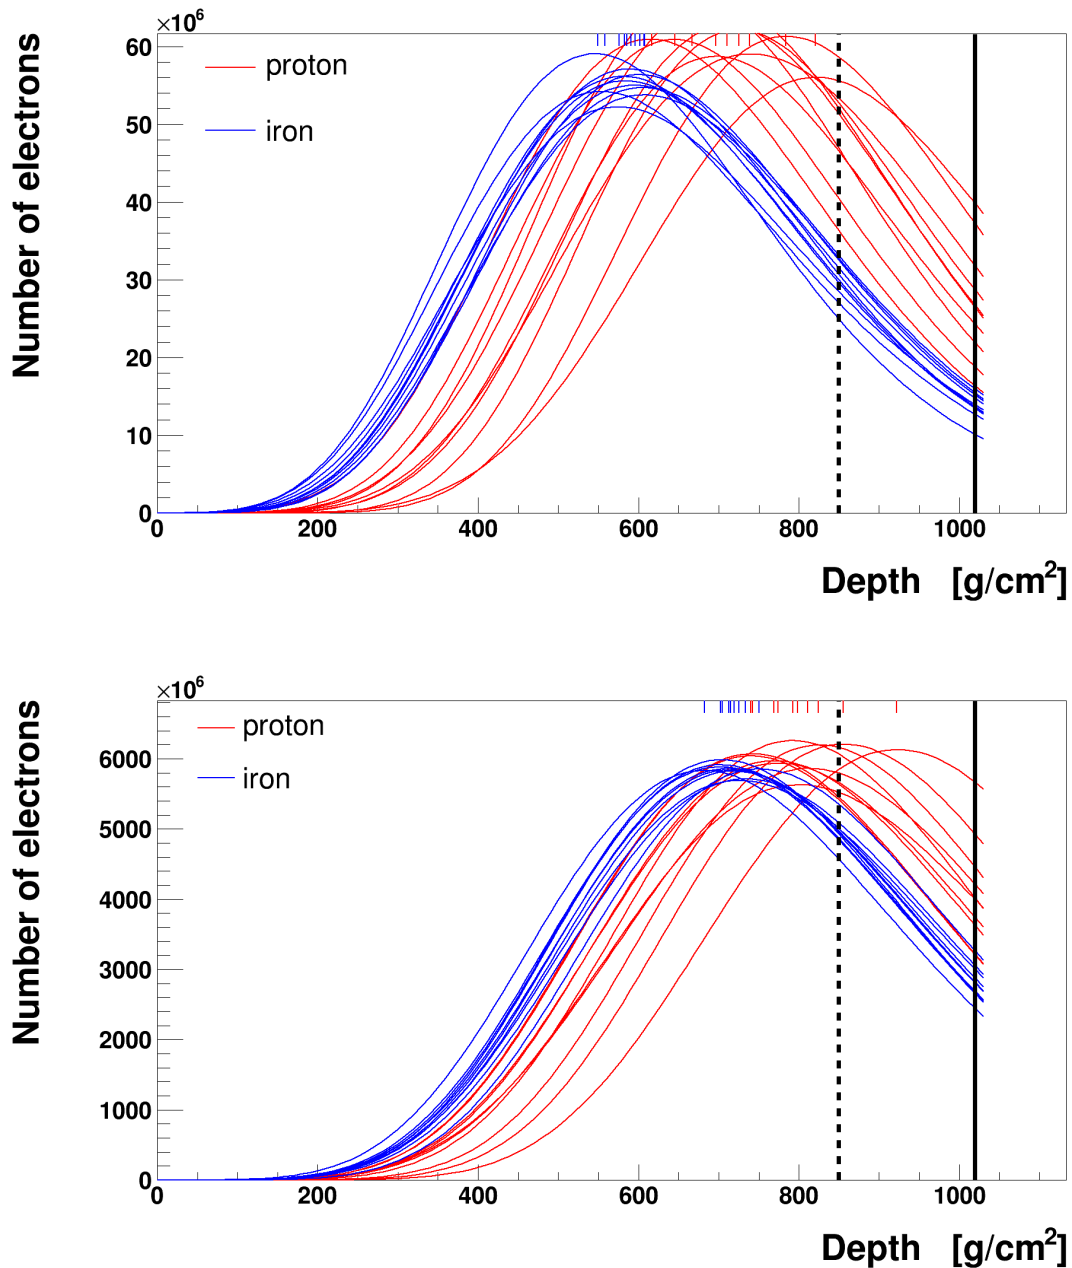 ×10⁶
Number of electrons
60
50
40
30
20
10
0
proton
iron
0 200 400 600 800 1000
Depth [g/cm²]
×10⁶
Number of electrons
6000
5000
4000
3000
2000
1000
0
proton
iron
0 200 400 600 800 1000
Depth [g/cm²]